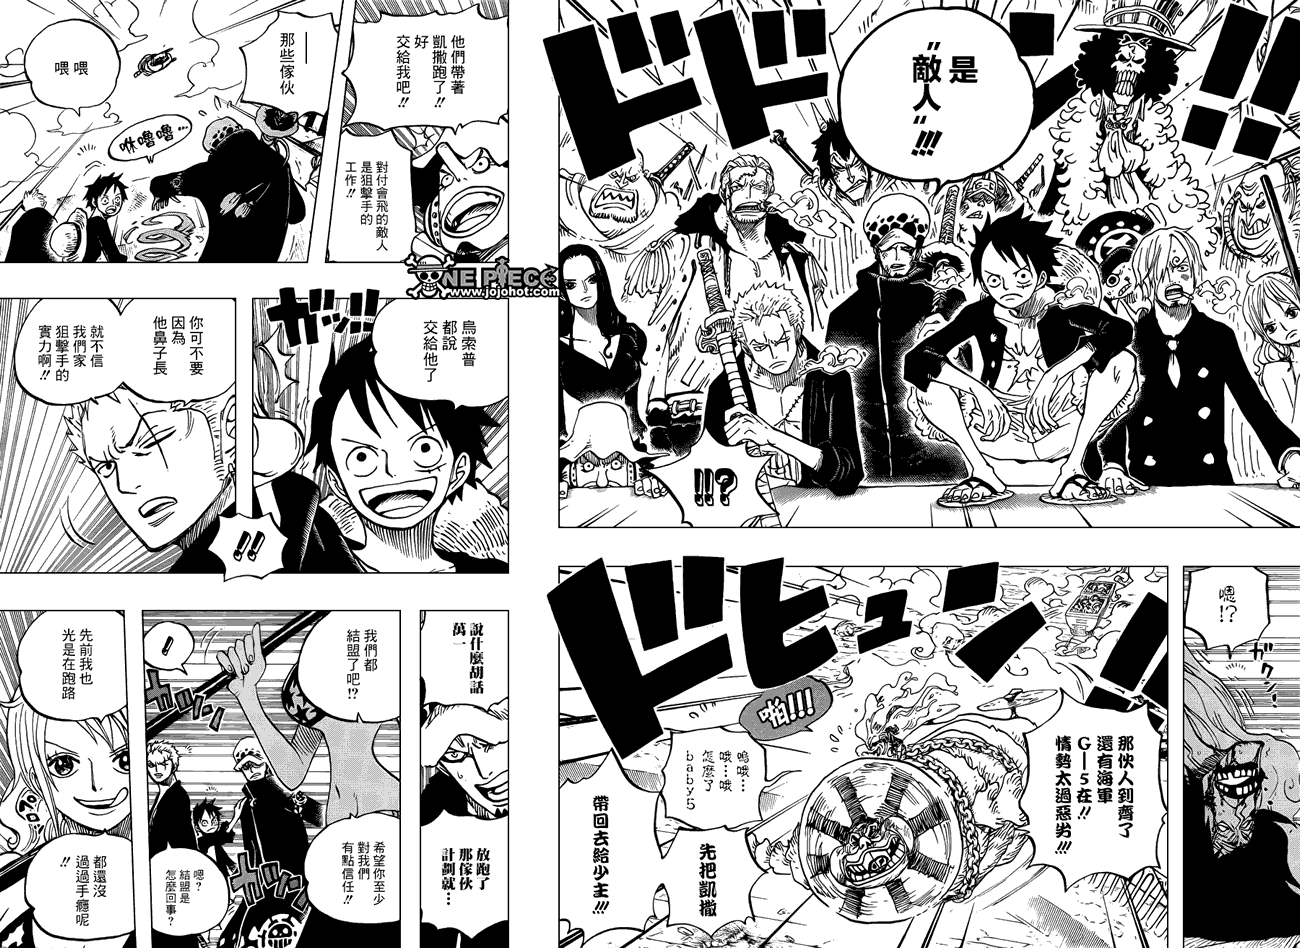 是
"敵人"!!!
ドドドン!!
!!?
嗯!?
ガクシー!
ドヒュン!!
那伙人到齊了
還有海軍
G—5在!!
情勢太過惡劣!!!
啪!!!
嗚哦…
哦…哦
怎麼了
baby5
先把凱撒
帶回去給少主!!!
他們帶著
凱撒跑了!!
好
交給我吧!!
對付會飛的敵人
是狙擊手的
工作!!
那些傢伙
喂喂
咻嚕嚕…
ONE PIECE
www.jojohot.com
烏索普
都說
交給他了
ガッ!!
你可不要
因為
他鼻子長
就不信
我們家
狙擊手的
實力啊!!
!!
說什麼胡話
萬一
放跑了
那傢伙
計劃就…
我們都
結盟了吧!?
希望你至少
對我們
有點信任!!
!
嗯?
結盟是
怎麼回事?
先前我也
光是在跑路
都還沒
過過手癮呢
!!
ペロッ